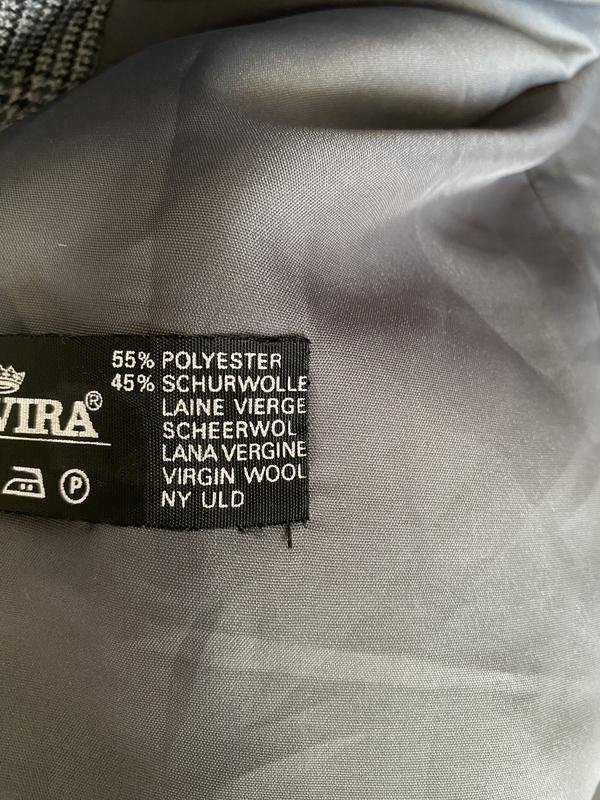 55% POLYESTER
45% SCHURWOLLE
LAINE VIERGE
SCHEERWOL
LANA VERGINE
VIRGIN WOOL
NY ULD
VIRA®
P